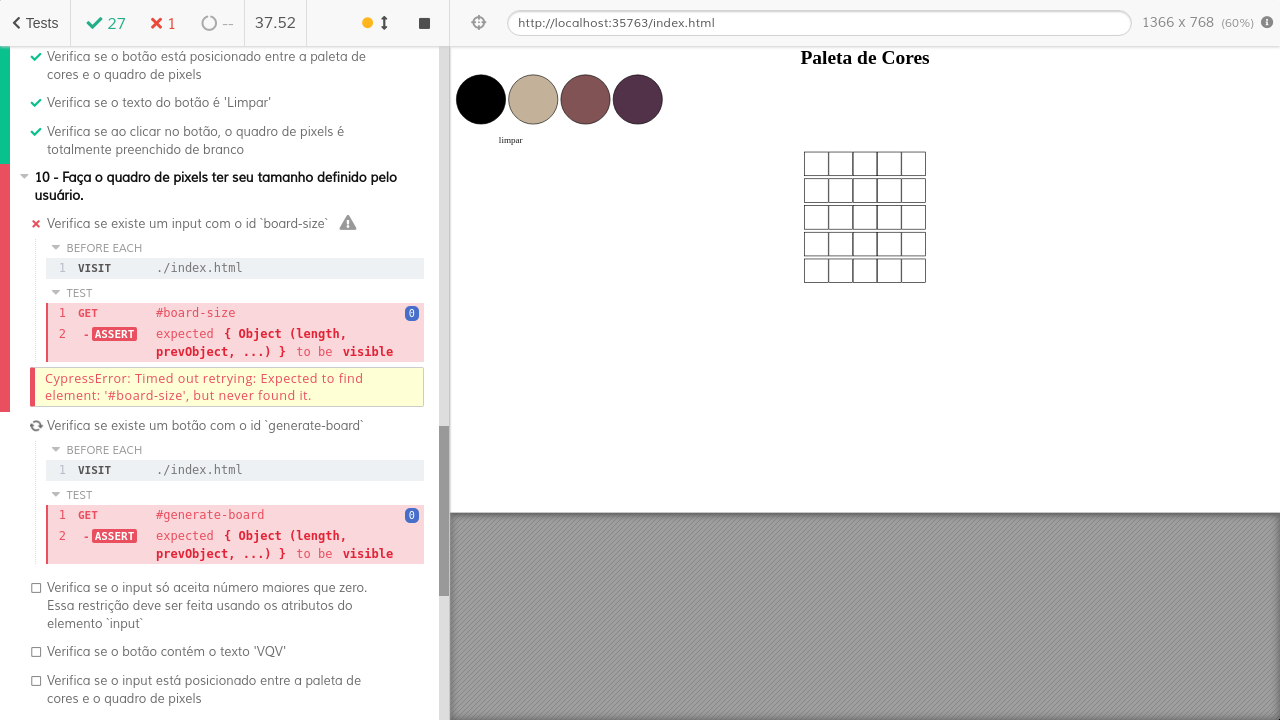 Tests 27 1 -- 37.52
http://localhost:35763/index.html 1366 x 768 (60%)
Verifica se o botão está posicionado entre a paleta de
cores e o quadro de pixels
Verifica se o texto do botão é 'Limpar'
Verifica se ao clicar no botão, o quadro de pixels é
totalmente preenchido de branco
10 - Faça o quadro de pixels ter seu tamanho definido pelo
usuário.
Verifica se existe um input com o id `board-size`
BEFORE EACH
1 VISIT ./index.html
TEST
1 GET #board-size 0
2 -ASSERT expected { Object (length,
prevObject, ...) } to be visible
CypressError: Timed out retrying: Expected to find
element: '#board-size', but never found it.
Verifica se existe um botão com o id `generate-board`
BEFORE EACH
1 VISIT ./index.html
TEST
1 GET #generate-board 0
2 -ASSERT expected { Object (length,
prevObject, ...) } to be visible
Verifica se o input só aceita número maiores que zero.
Essa restrição deve ser feita usando os atributos do
elemento `input`
Verifica se o botão contém o texto 'VQV'
Verifica se o input está posicionado entre a paleta de
cores e o quadro de pixels
Paleta de Cores
limpar